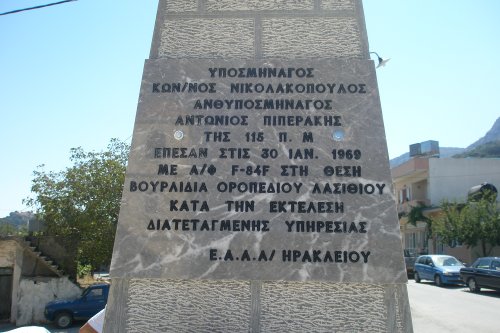 ΥΠΟΣΜΗΝΑΓΟΣ
ΚΩΝ/ΝΟΣ ΝΙΚΟΛΑΚΟΠΟΥΛΟΣ
ΑΝΘΥΠΟΣΜΗΝΑΓΟΣ
ΑΝΤΩΝΙΟΣ ΠΙΠΕΡΑΚΗΣ
ΤΗΣ 115 Π. Μ
ΕΠΕΣΑΝ ΣΤΙΣ 30 ΙΑΝ. 1969
ΜΕ Α/Φ F-84F ΣΤΗ ΘΕΣΗ
ΒΟΥΡΛΙΔΙΑ ΟΡΟΠΕΔΙΟΥ ΛΑΣΙΘΙΟΥ
ΚΑΤΑ ΤΗΝ ΕΚΤΕΛΕΣΗ
ΔΙΑΤΕΤΑΓΜΕΝΗΣ ΥΠΗΡΕΣΙΑΣ
Ε.Α.Α.Α/ ΗΡΑΚΛΕΙΟΥ